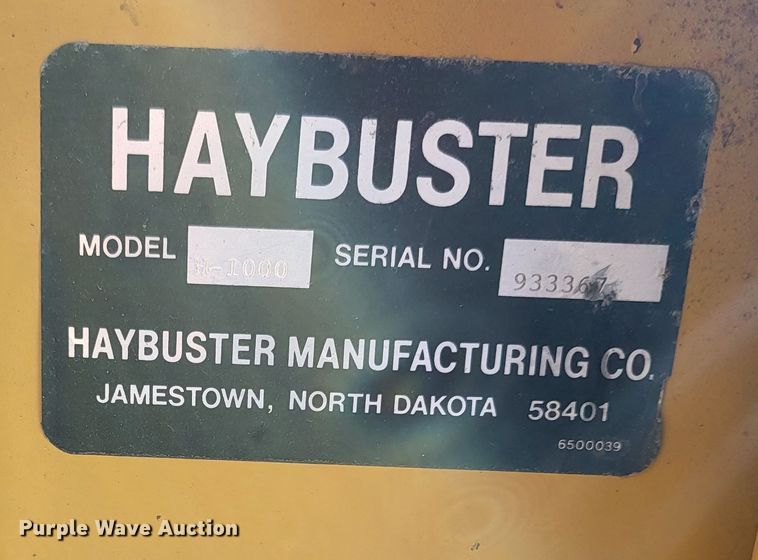 HAYBUSTER
MODEL H-1000 SERIAL NO. 933367
HAYBUSTER MANUFACTURING CO.
JAMESTOWN, NORTH DAKOTA 58401
6500039
Purple Wave Auction